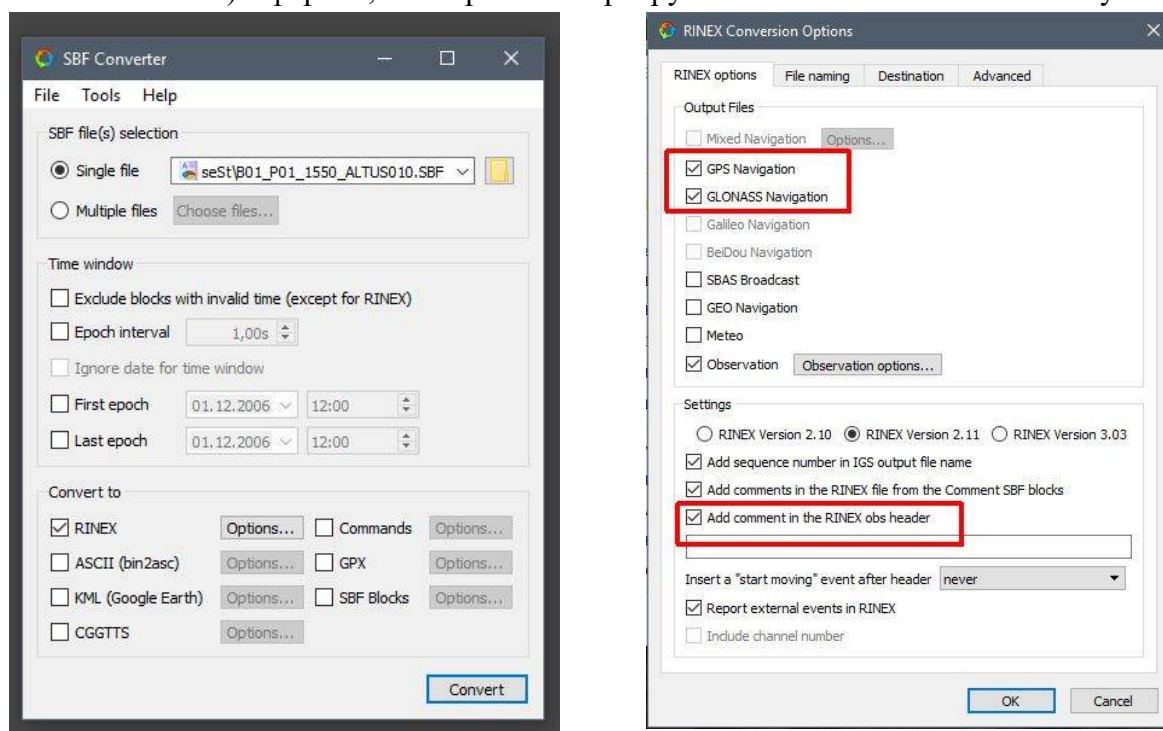 SBF Converter
File Tools Help
SBF file(s) selection
Single file seSt\B01_P01_1550_ALTUS010.SBF
Multiple files Choose files...
Time window
Exclude blocks with invalid time (except for RINEX)
Epoch interval 1,00s
Ignore date for time window
First epoch 01.12.2006 12:00
Last epoch 01.12.2006 12:00
Convert to
RINEX Options... Commands Options...
ASCII (bin2asc) Options... GPX Options...
KML (Google Earth) Options... SBF Blocks Options...
CGGTTS Options...
Convert
RINEX Conversion Options
RINEX options File naming Destination Advanced
Output Files
Mixed Navigation Options...
GPS Navigation
GLONASS Navigation
Galileo Navigation
BeiDou Navigation
SBAS Broadcast
GEO Navigation
Meteo
Observation Observation options...
Settings
RINEX Version 2.10 RINEX Version 2.11 RINEX Version 3.03
Add sequence number in IGS output file name
Add comments in the RINEX file from the Comment SBF blocks
Add comment in the RINEX obs header
Insert a "start moving" event after header never
Report external events in RINEX
Include channel number
OK Cancel